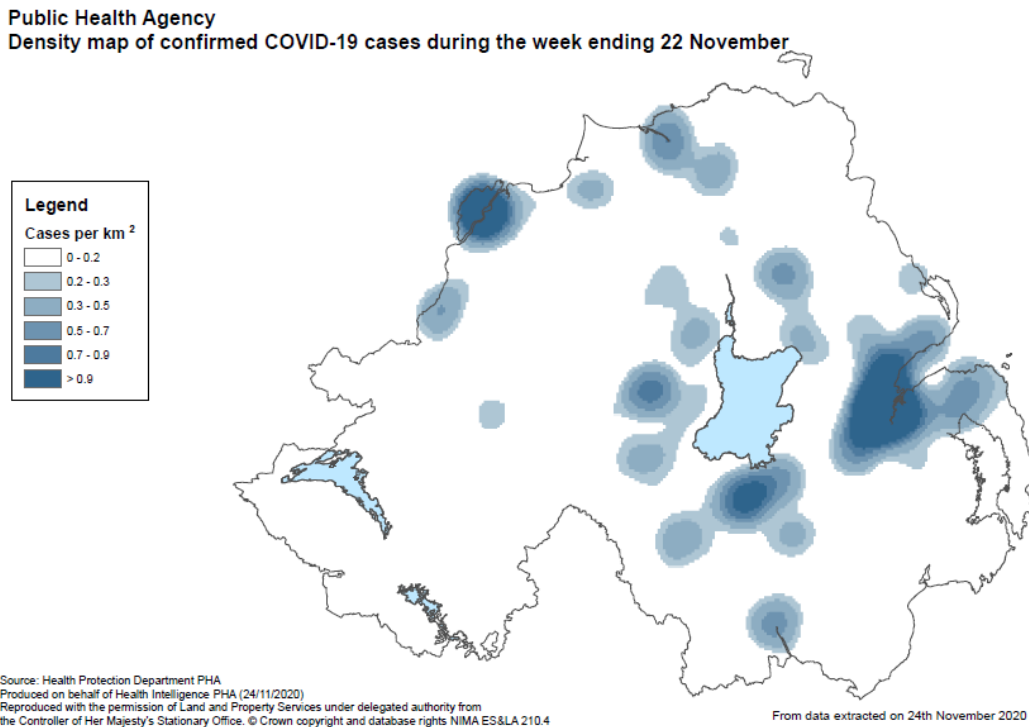 Public Health Agency
Density map of confirmed COVID-19 cases during the week ending 22 November
Legend
Cases per km ²
0 - 0.2
0.2 - 0.3
0.3 - 0.5
0.5 - 0.7
0.7 - 0.9
> 0.9
Source: Health Protection Department PHA
Produced on behalf of Health Intelligence PHA (24/11/2020)
Reproduced with the permission of Land and Property Services under delegated authority from
the Controller of Her Majesty's Stationary Office. © Crown copyright and database rights NIMA ES&LA 210.4
From data extracted on 24th November 2020